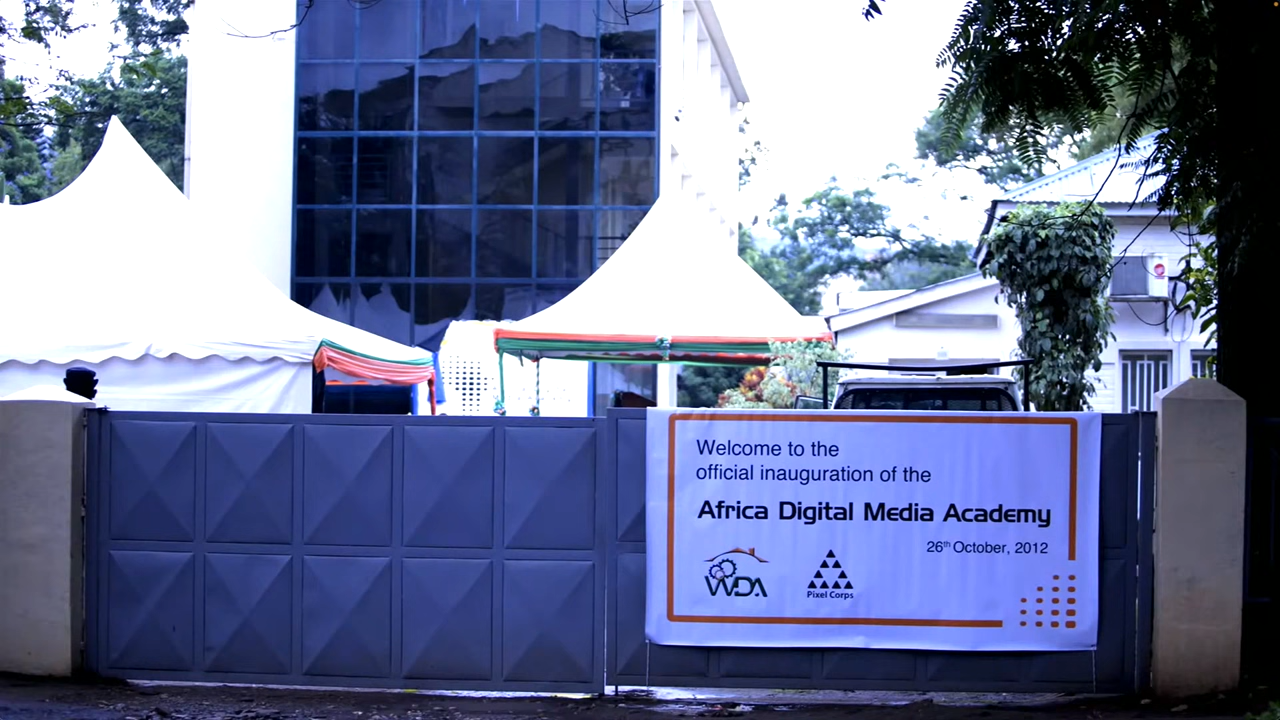 Welcome to the
official inauguration of the
Africa Digital Media Academy
26th October, 2012
WDA
Pixel Corps